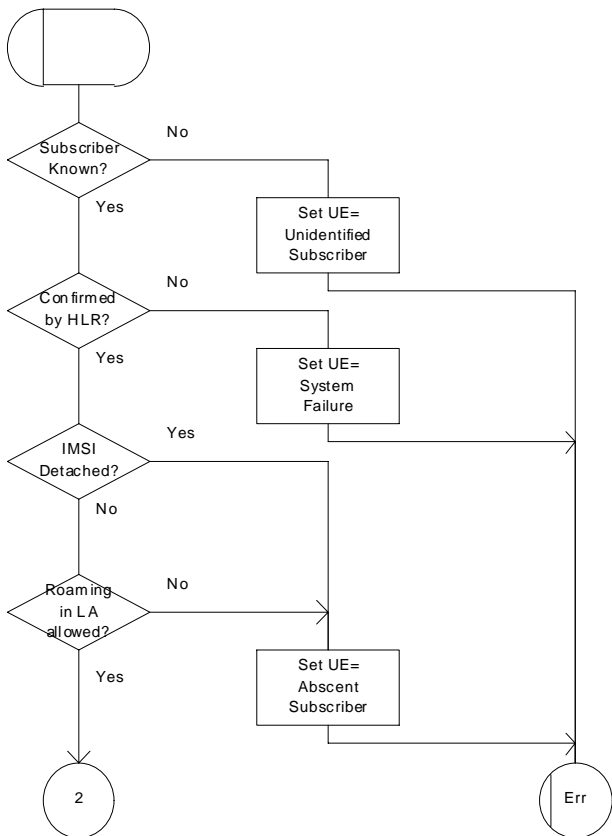 No
Subscriber
Known?
Yes
Set UE=
Unidentified
Subscriber
No
Confirmed
by HLR?
Yes
Set UE=
System
Failure
Yes
IMSI
Detached?
No
No
Roaming
in LA
allowed?
Yes
Set UE=
Abscent
Subscriber
2
Err